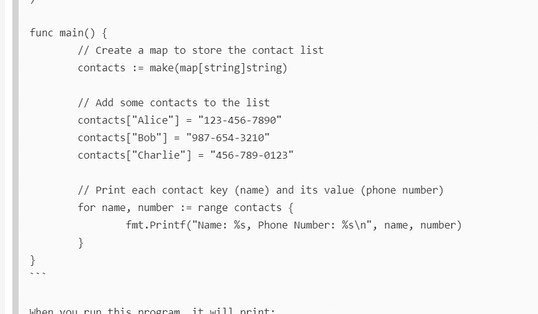 )
func main() {
// Create a map to store the contact list
contacts := make(map[string]string)
// Add some contacts to the list
contacts["Alice"] = "123-456-7890"
contacts["Bob"] = "987-654-3210"
contacts["Charlie"] = "456-789-0123"
// Print each contact key (name) and its value (phone number)
for name, number := range contacts {
fmt.Printf("Name: %s, Phone Number: %s\n", name, number)
}
}
```
When you run this program, it will print: